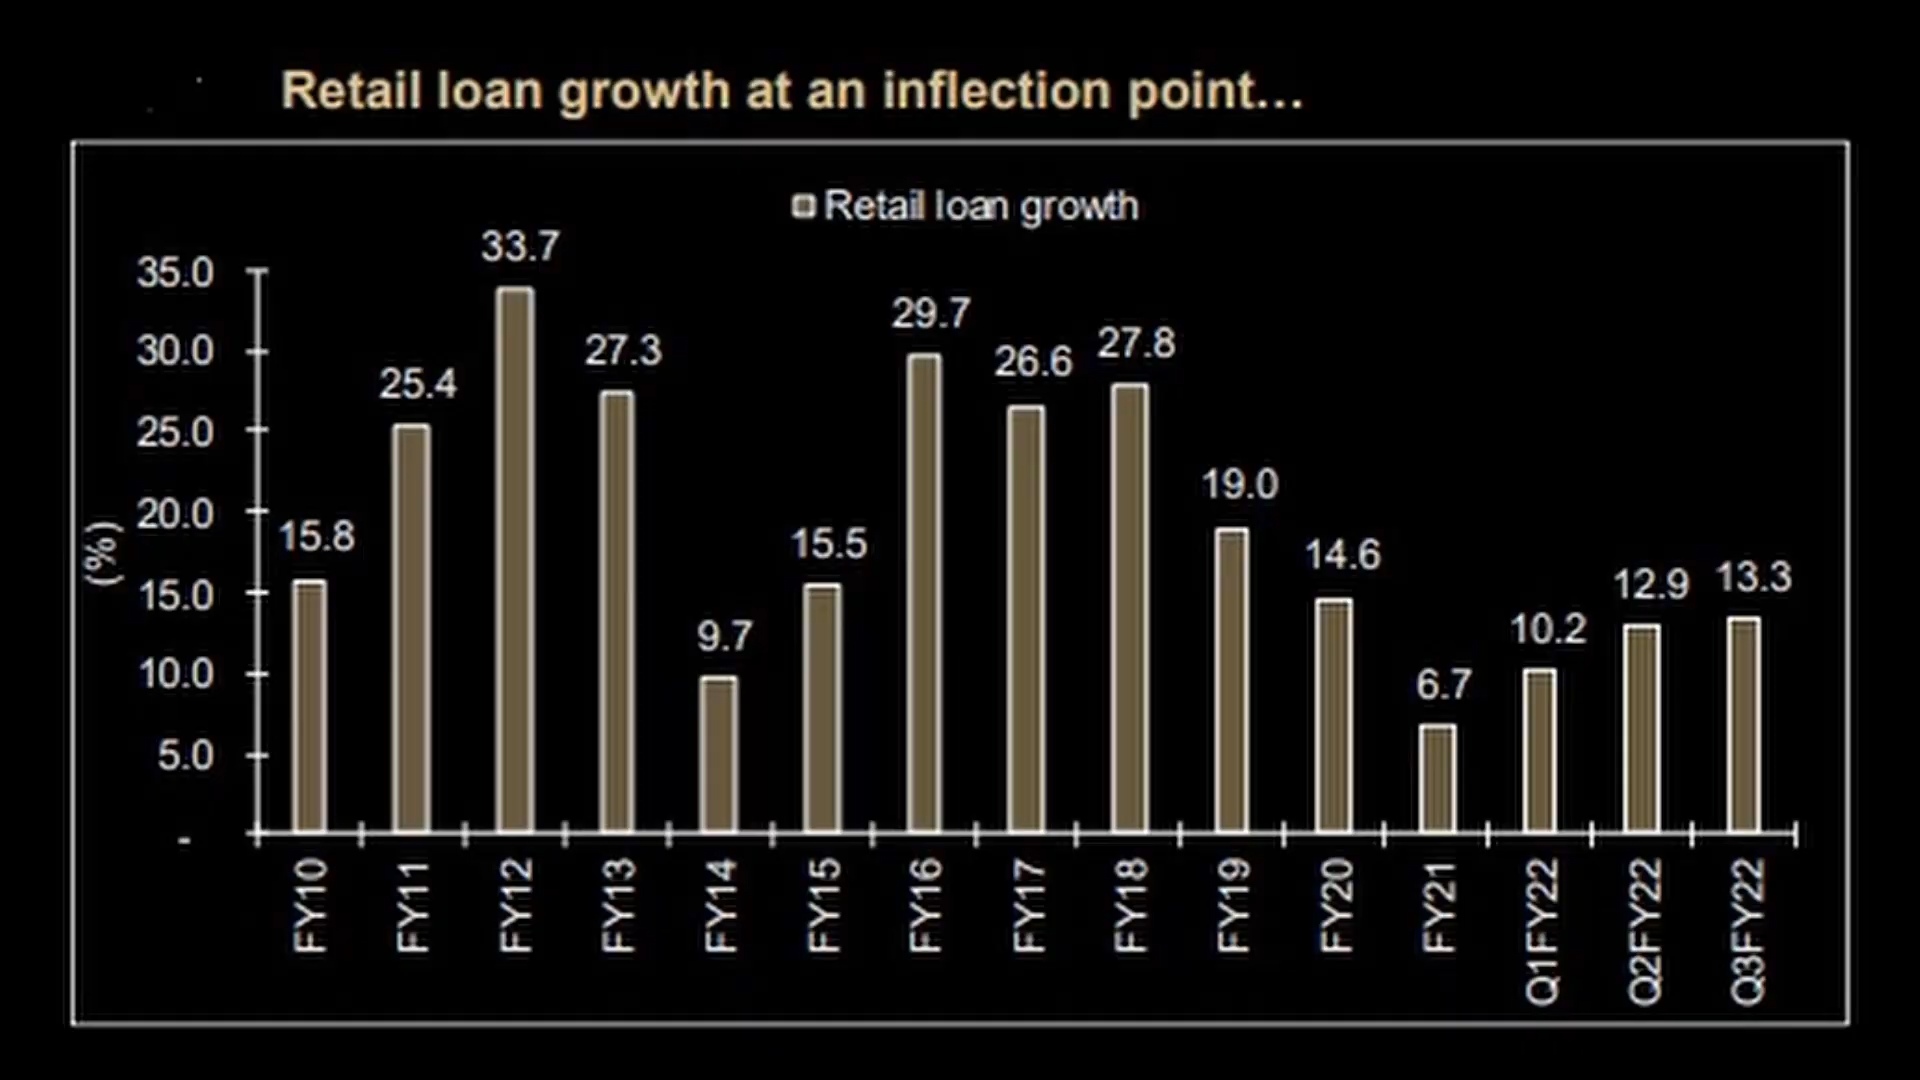 Retail loan growth at an inflection point…
Retail loan growth
(%)
35.0
30.0
25.0
20.0
15.0
10.0
5.0
-
15.8
25.4
33.7
27.3
9.7
15.5
29.7
26.6
27.8
19.0
14.6
6.7
10.2
12.9
13.3
FY10
FY11
FY12
FY13
FY14
FY15
FY16
FY17
FY18
FY19
FY20
FY21
Q1FY22
Q2FY22
Q3FY22